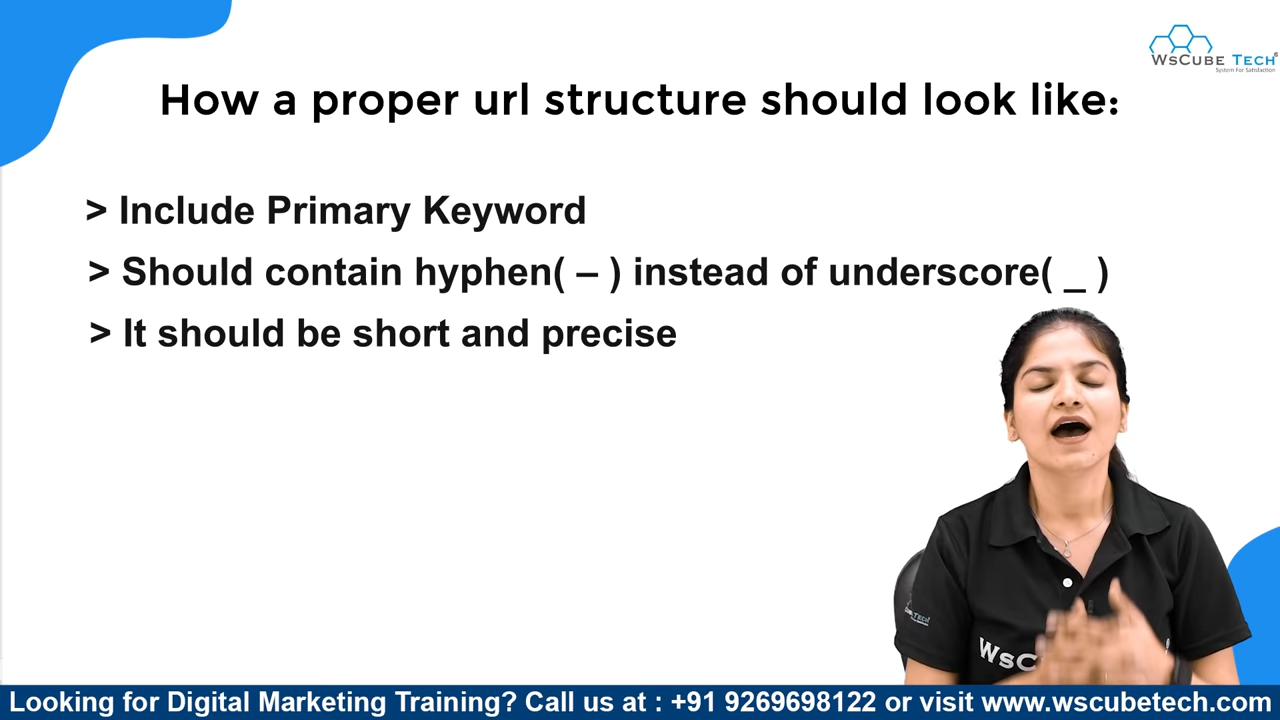 WsCube Tech
System For Satisfaction
How a proper url structure should look like:
> Include Primary Keyword
> Should contain hyphen( – ) instead of underscore( _ )
> It should be short and precise
WsC
Looking for Digital Marketing Training? Call us at : +91 9269698122 or visit www.wscubetech.com